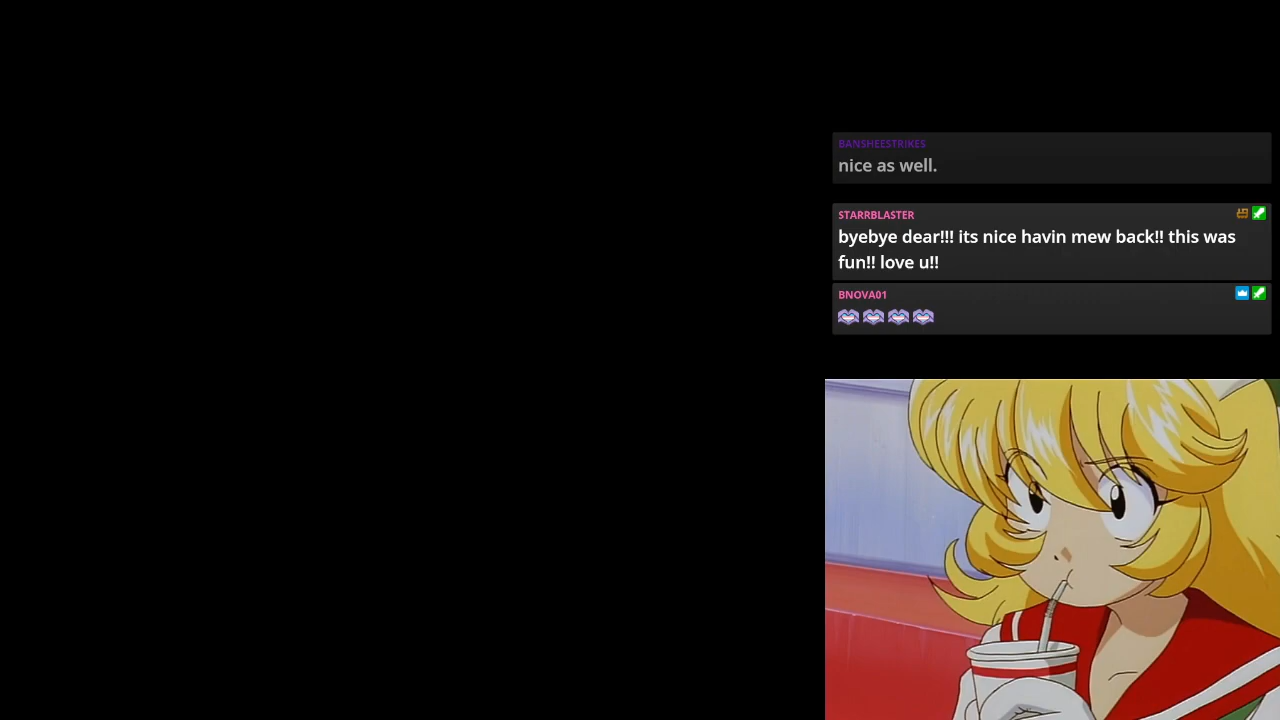 BANSHEESTRIKES
nice as well.
STARRBLASTER
byebye dear!!! its nice havin mew back!! this was
fun!! love u!!
BNOVA01